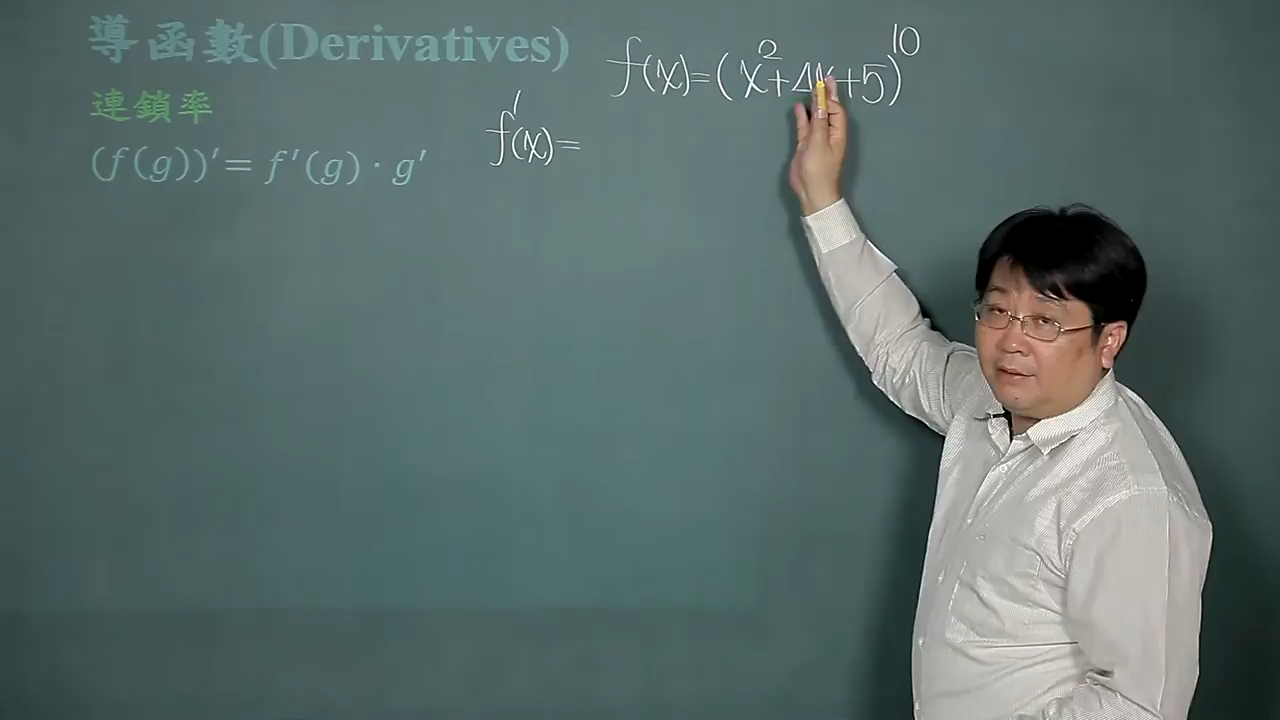 導函數(Derivatives)
連鎖率
(f(g))′= f′(g)·g′
f(x)=(x²+4x+5)¹⁰
f′(x)=